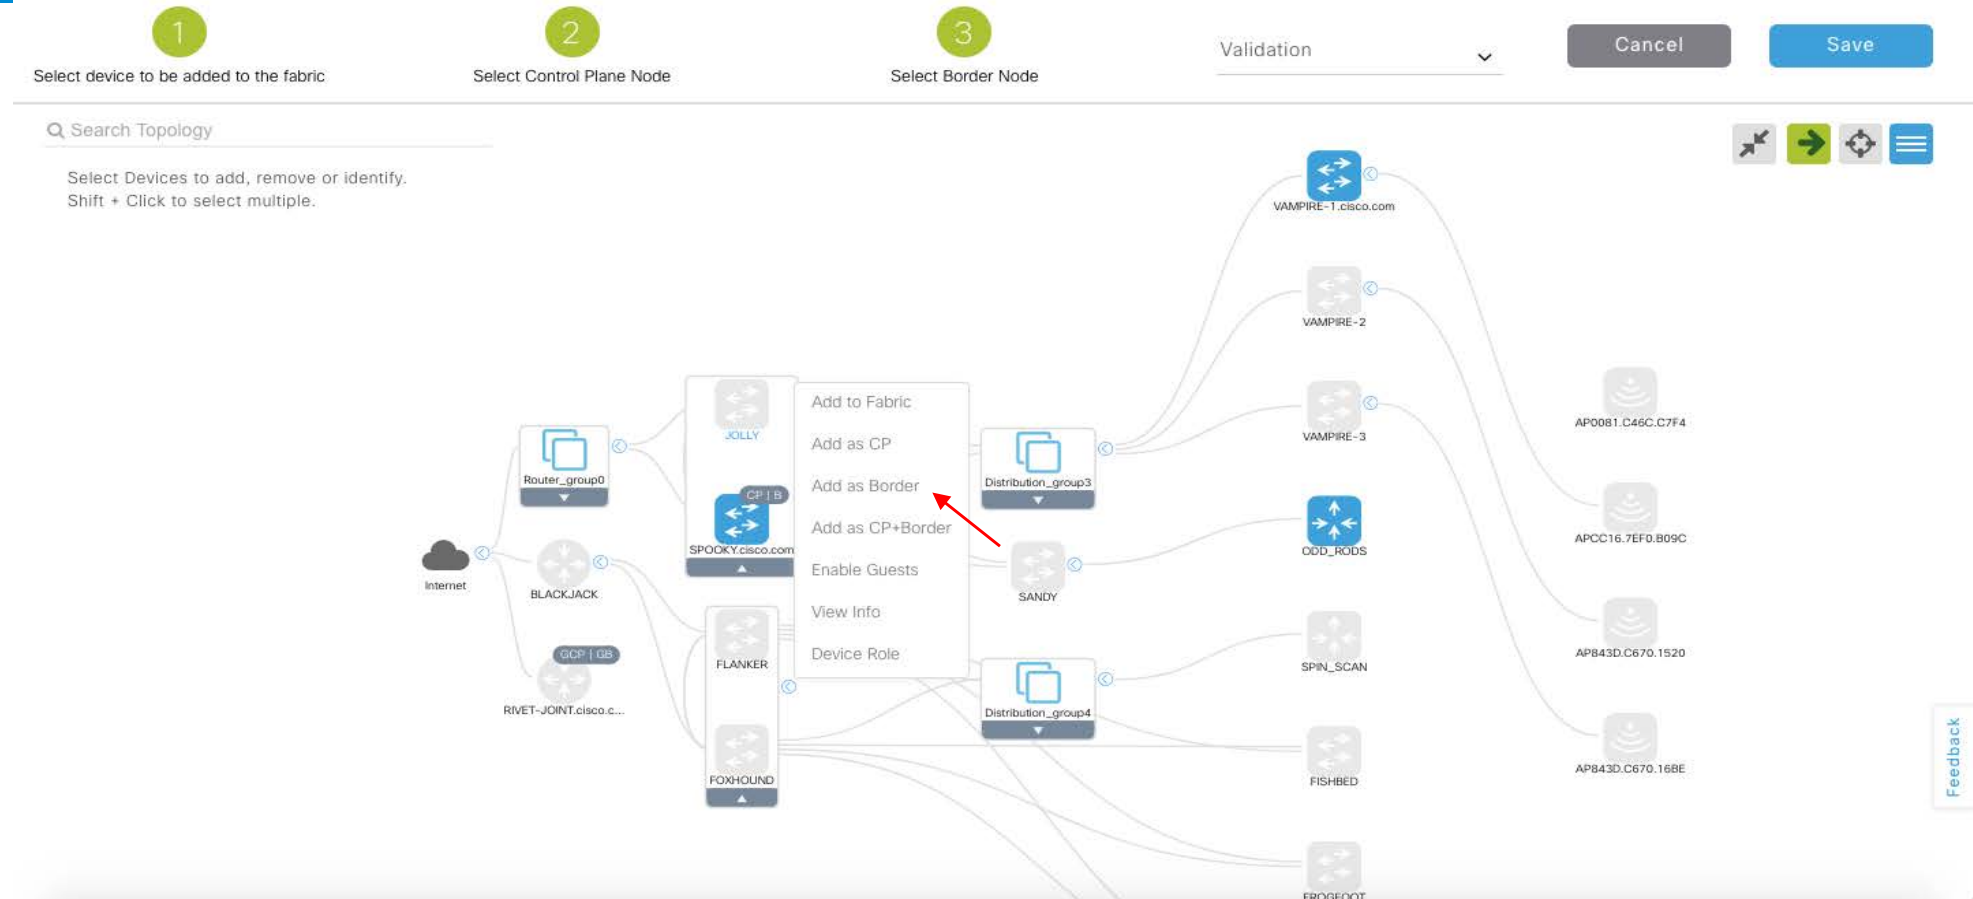 1
2
3
Select device to be added to the fabric
Select Control Plane Node
Select Border Node
Validation
Cancel
Save
Search Topology
Select Devices to add, remove or identify.
Shift + Click to select multiple.
VAMPIRE-1.cisco.com
VAMPIRE-2
VAMPIRE-3
AP0081.C46C.C7F4
JOLLY
Add to Fabric
Add as CP
Add as Border
Add as CP+Border
Enable Guests
View Info
Device Role
Router_group0
CP | B
SPOOKY.cisco.com
Distribution_group3
ODD_RODS
APCC16.7EF0.B09C
Internet
BLACKJACK
SANDY
GCP | GB
RIVET-JOINT.cisco.c...
FLANKER
SPIN_SCAN
AP843D.C670.1520
Distribution_group4
FOXHOUND
FISHBED
AP843D.C670.16BE
Feedback
FROGFOOT